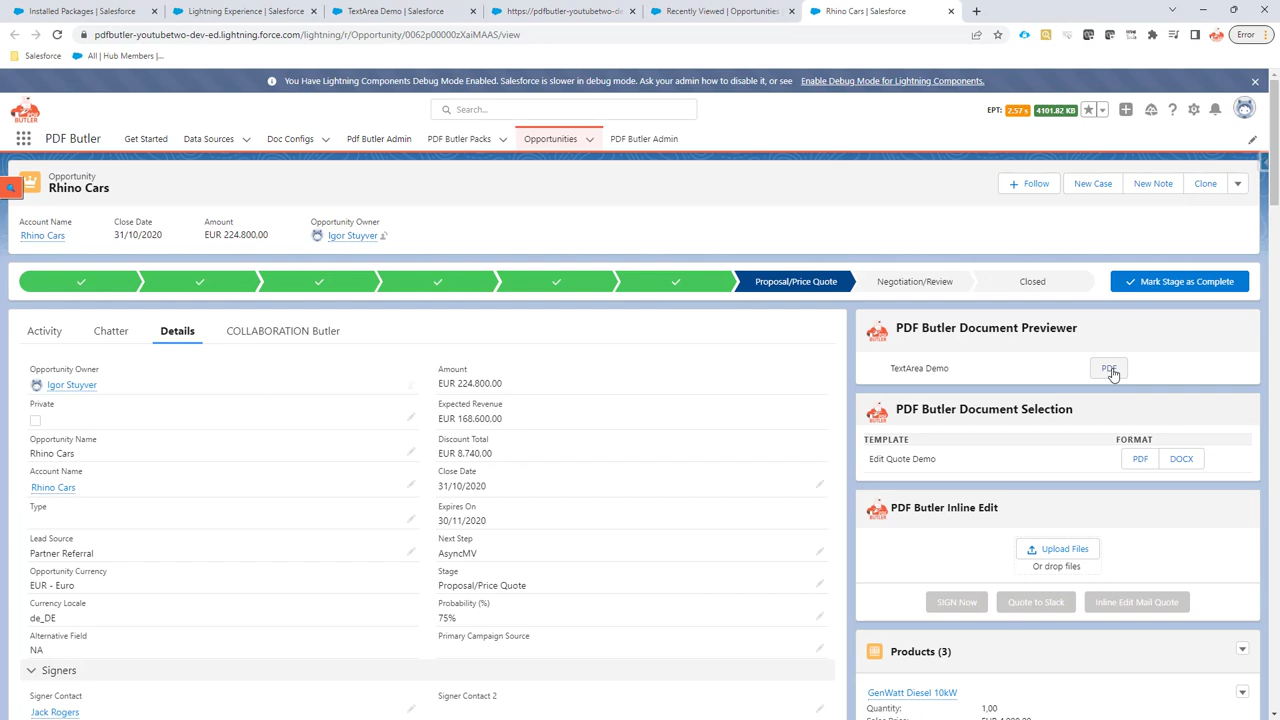 Installed Packages | Salesforce
Lightning Experience | Salesforce
TextArea Demo | Salesforce
https://pdfbutler-youtubetwo-de
Recently Viewed | Opportunities
Rhino Cars | Salesforce
pdfbutler-youtubetwo-dev-ed.lightning.force.com/lightning/r/Opportunity/0062p00000zXaiMAAS/view
Error
Salesforce
All | Hub Members |...
You Have Lightning Components Debug Mode Enabled. Salesforce is slower in debug mode. Ask your admin how to disable it, or see Enable Debug Mode for Lightning Components.
Search...
EPT: 2.57 s 4101.82 KB
PDF Butler
Get Started
Data Sources
Doc Configs
Pdf Butler Admin
PDF Butler Packs
Opportunities
PDF Butler Admin
Opportunity
Rhino Cars
Follow
New Case
New Note
Clone
Account Name
Close Date
Amount
Opportunity Owner
Rhino Cars
31/10/2020
EUR 224.800,00
Igor Stuyver
Proposal/Price Quote
Negotiation/Review
Closed
Mark Stage as Complete
Activity
Chatter
Details
COLLABORATION Butler
Opportunity Owner
Igor Stuyver
Private
Opportunity Name
Rhino Cars
Account Name
Rhino Cars
Type
Lead Source
Partner Referral
Opportunity Currency
EUR - Euro
Currency Locale
de_DE
Alternative Field
NA
Signers
Signer Contact
Jack Rogers
Amount
EUR 224.800,00
Expected Revenue
EUR 168.600,00
Discount Total
EUR 8.740,00
Close Date
31/10/2020
Expires On
30/11/2020
Next Step
AsyncMV
Stage
Proposal/Price Quote
Probability (%)
75%
Primary Campaign Source
Signer Contact 2
PDF Butler Document Previewer
TextArea Demo
PDF
PDF Butler Document Selection
TEMPLATE
FORMAT
Edit Quote Demo
PDF
DOCX
PDF Butler Inline Edit
Upload Files
Or drop files
SIGN Now
Quote to Slack
Inline Edit Mail Quote
Products (3)
GenWatt Diesel 10kW
Quantity:
1,00